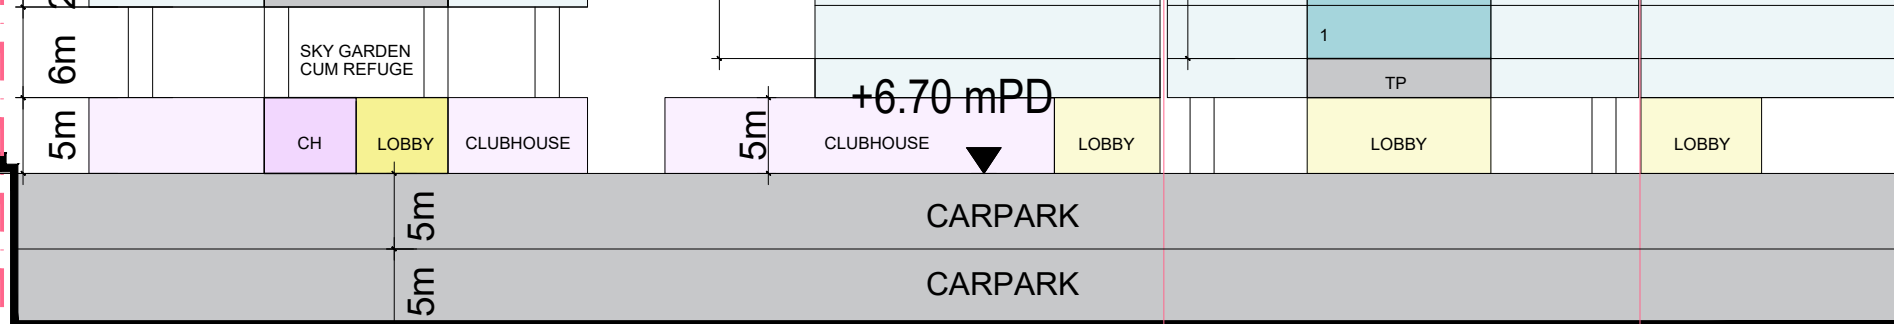 SKY GARDEN
CUM REFUGE
6m
1
TP
+6.70 mPD
5m
CH
LOBBY
CLUBHOUSE
5m
CLUBHOUSE
LOBBY
LOBBY
LOBBY
5m
CARPARK
5m
CARPARK